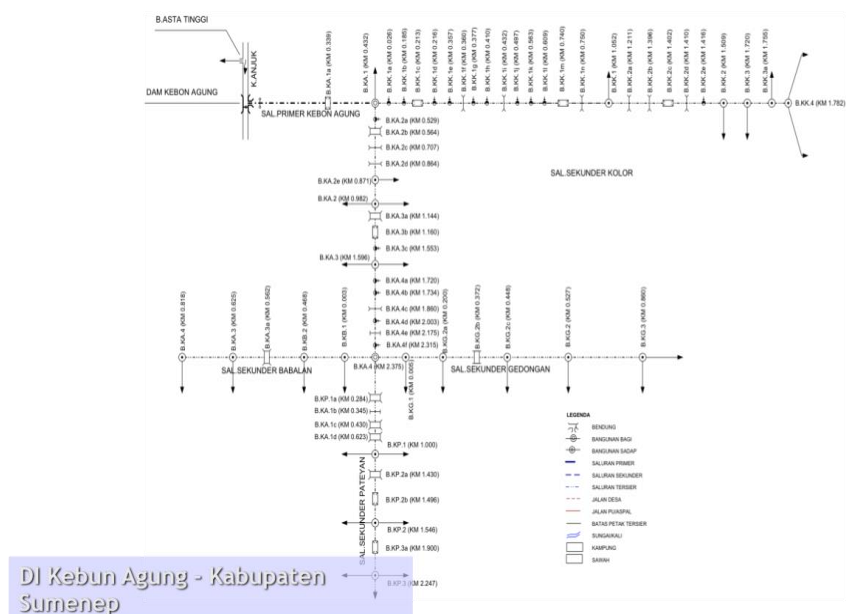 B.ASTA TINGGI
K.ANJUK
DAM KEBON AGUNG
SAL.PRIMER KEBON AGUNG
B.KA.1a (KM 0.339)
B.KA.1 (KM 0.432)
B.KK.1a (KM 0.026)
B.KK.1b (KM 0.185)
B.KK.1c (KM 0.213)
B.KK.1d (KM 0.216)
B.KK.1e (KM 0.357)
B.KK.1f (KM 0.360)
B.KK.1g (KM 0.377)
B.KK.1h (KM 0.410)
B.KK.1i (KM 0.432)
B.KK.1j (KM 0.497)
B.KK.1k (KM 0.563)
B.KK.1l (KM 0.609)
B.KK.1m (KM 0.740)
B.KK.1n (KM 0.750)
B.KK.1 (KM 1.052)
B.KK.2a (KM 1.211)
B.KK.2b (KM 1.396)
B.KK.2c (KM 1.402)
B.KK.2d (KM 1.410)
B.KK.2e (KM 1.416)
B.KK.2 (KM 1.509)
B.KK.3 (KM 1.720)
B.KK.3a (KM 1.755)
B.KK.4 (KM 1.782)
SAL.SEKUNDER KOLOR
B.KA.2a (KM 0.529)
B.KA.2b (KM 0.564)
B.KA.2c (KM 0.707)
B.KA.2d (KM 0.864)
B.KA.2e (KM 0.871)
B.KA.2 (KM 0.982)
B.KA.3a (KM 1.144)
B.KA.3b (KM 1.160)
B.KA.3c (KM 1.553)
B.KA.3 (KM 1.596)
B.KA.4a (KM 1.720)
B.KA.4b (KM 1.734)
B.KA.4c (KM 1.860)
B.KA.4d (KM 2.003)
B.KA.4e (KM 2.175)
B.KA.4f (KM 2.315)
B.KA.4 (KM 2.375)
B.KA.4 (KM 0.818)
B.KA.3 (KM 0.625)
B.KA.3a (KM 0.562)
B.KB.2 (KM 0.468)
B.KB.1 (KM 0.003)
SAL.SEKUNDER BABALAN
B.KG.1 (KM 0.005)
B.KG.2a (KM 0.200)
B.KG.2b (KM 0.372)
B.KG.2c (KM 0.448)
B.KG.2 (KM 0.527)
B.KG.3 (KM 0.860)
SAL.SEKUNDER GEDONGAN
B.KP.1a (KM 0.284)
B.KA.1b (KM 0.345)
B.KA.1c (KM 0.430)
B.KA.1d (KM 0.623)
B.KP.1 (KM 1.000)
B.KP.2a (KM 1.430)
B.KP.2b (KM 1.496)
B.KP.2 (KM 1.546)
B.KP.3a (KM 1.900)
B.KP.3 (KM 2.247)
SAL.SEKUNDER PATEYAN
LEGENDA
BENDUNG
BANGUNAN BAGI
BANGUNAN SADAP
SALURAN PRIMER
SALURAN SEKUNDER
SALURAN TERSIER
JALAN DESA
JALAN PU/ASPAL
BATAS PETAK TERSIER
SUNGAI/KALI
KAMPUNG
SAWAH
DI Kebun Agung - Kabupaten
Sumenep